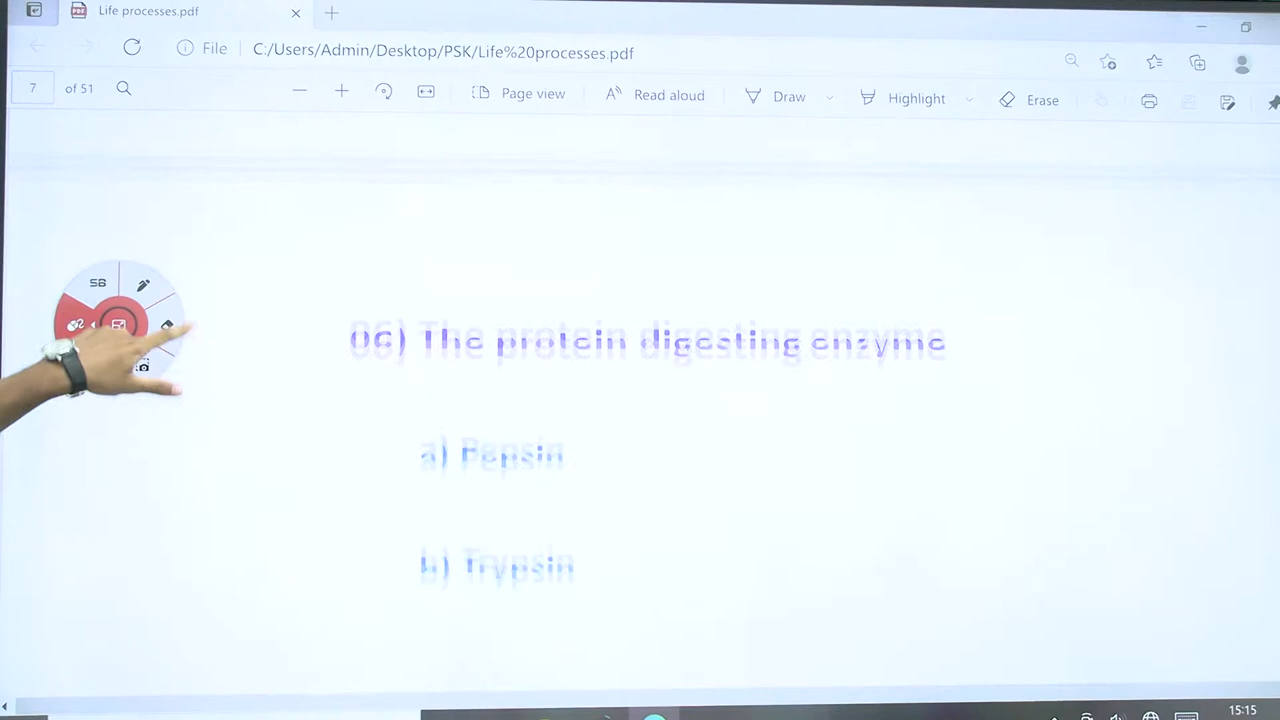 Life processes.pdf
File C:/Users/Admin/Desktop/PSK/Life%20processes.pdf
7 of 51 Page view Read aloud Draw Highlight Erase
SB
06) The protein digesting enzyme
a) Pepsin
b) Trypsin
15:15